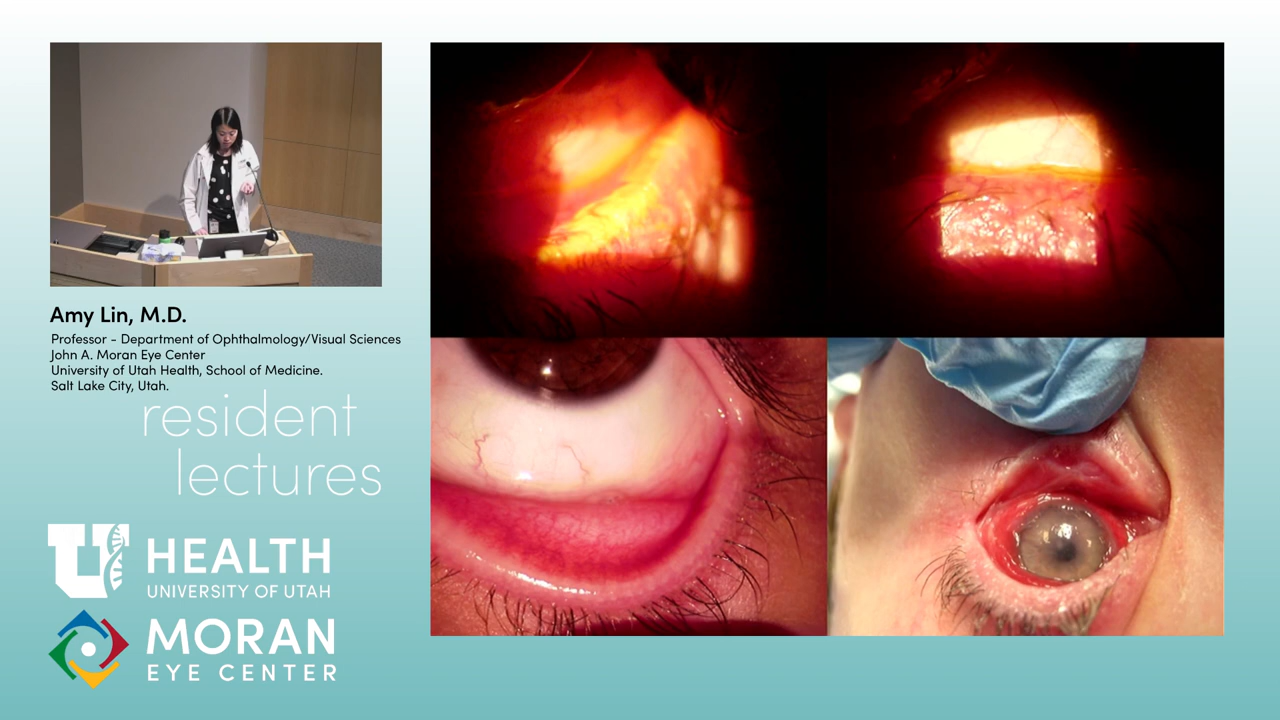 Amy Lin, M.D.
Professor - Department of Ophthalmology/Visual Sciences
John A. Moran Eye Center
University of Utah Health, School of Medicine.
Salt Lake City, Utah.
resident
lectures
U HEALTH
UNIVERSITY OF UTAH
MORAN
EYE CENTER